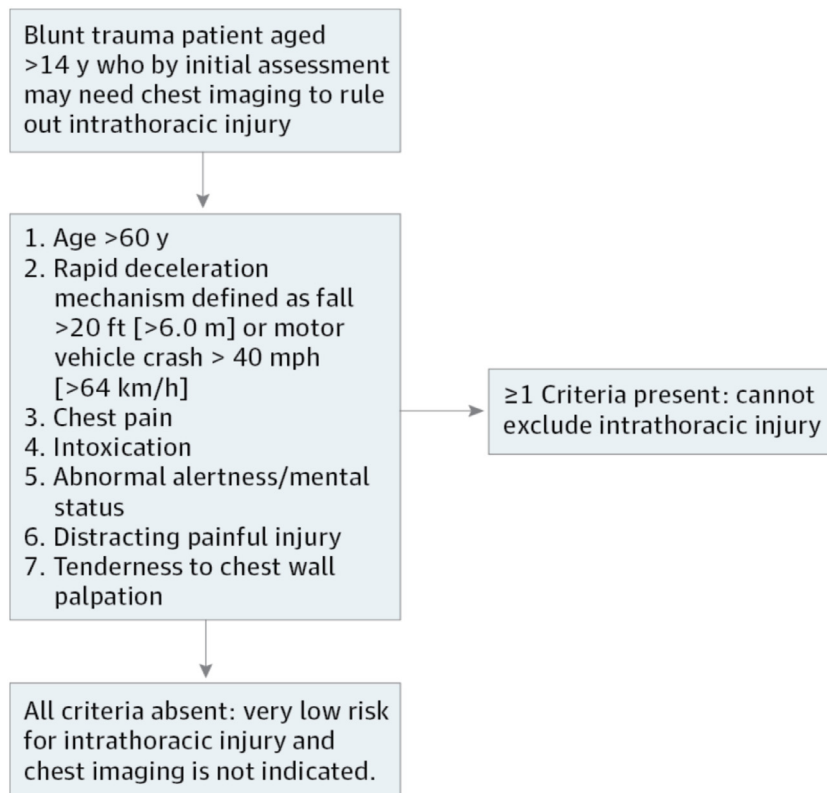 Blunt trauma patient aged
>14 y who by initial assessment
may need chest imaging to rule
out intrathoracic injury
1. Age >60 y
2. Rapid deceleration
mechanism defined as fall
>20 ft [>6.0 m] or motor
vehicle crash > 40 mph
[>64 km/h]
3. Chest pain
4. Intoxication
5. Abnormal alertness/mental
status
6. Distracting painful injury
7. Tenderness to chest wall
palpation
≥1 Criteria present: cannot
exclude intrathoracic injury
All criteria absent: very low risk
for intrathoracic injury and
chest imaging is not indicated.